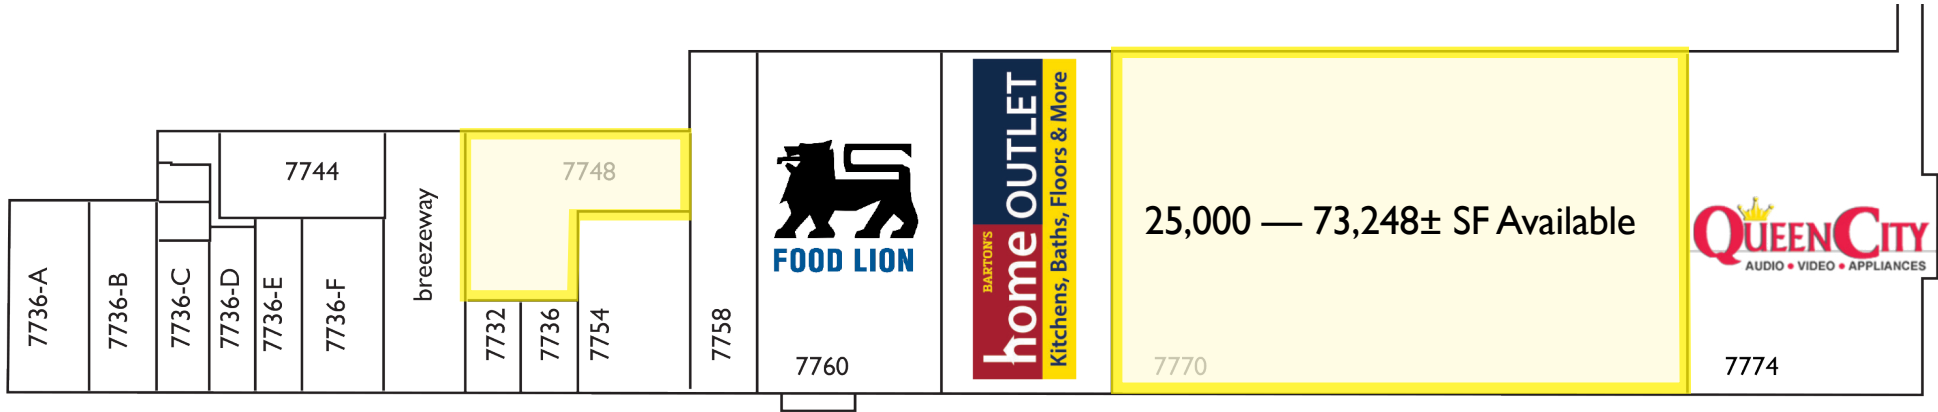 7736-A
7736-B
7736-C
7736-D
7736-E
7736-F
7744
breezeway
7748
7732
7736
7754
7758
FOOD LION
7760
BARTON'S
home OUTLET
Kitchens, Baths, Floors & More
25,000 — 73,248± SF Available
7770
QUEEN CITY
AUDIO • VIDEO • APPLIANCES
7774